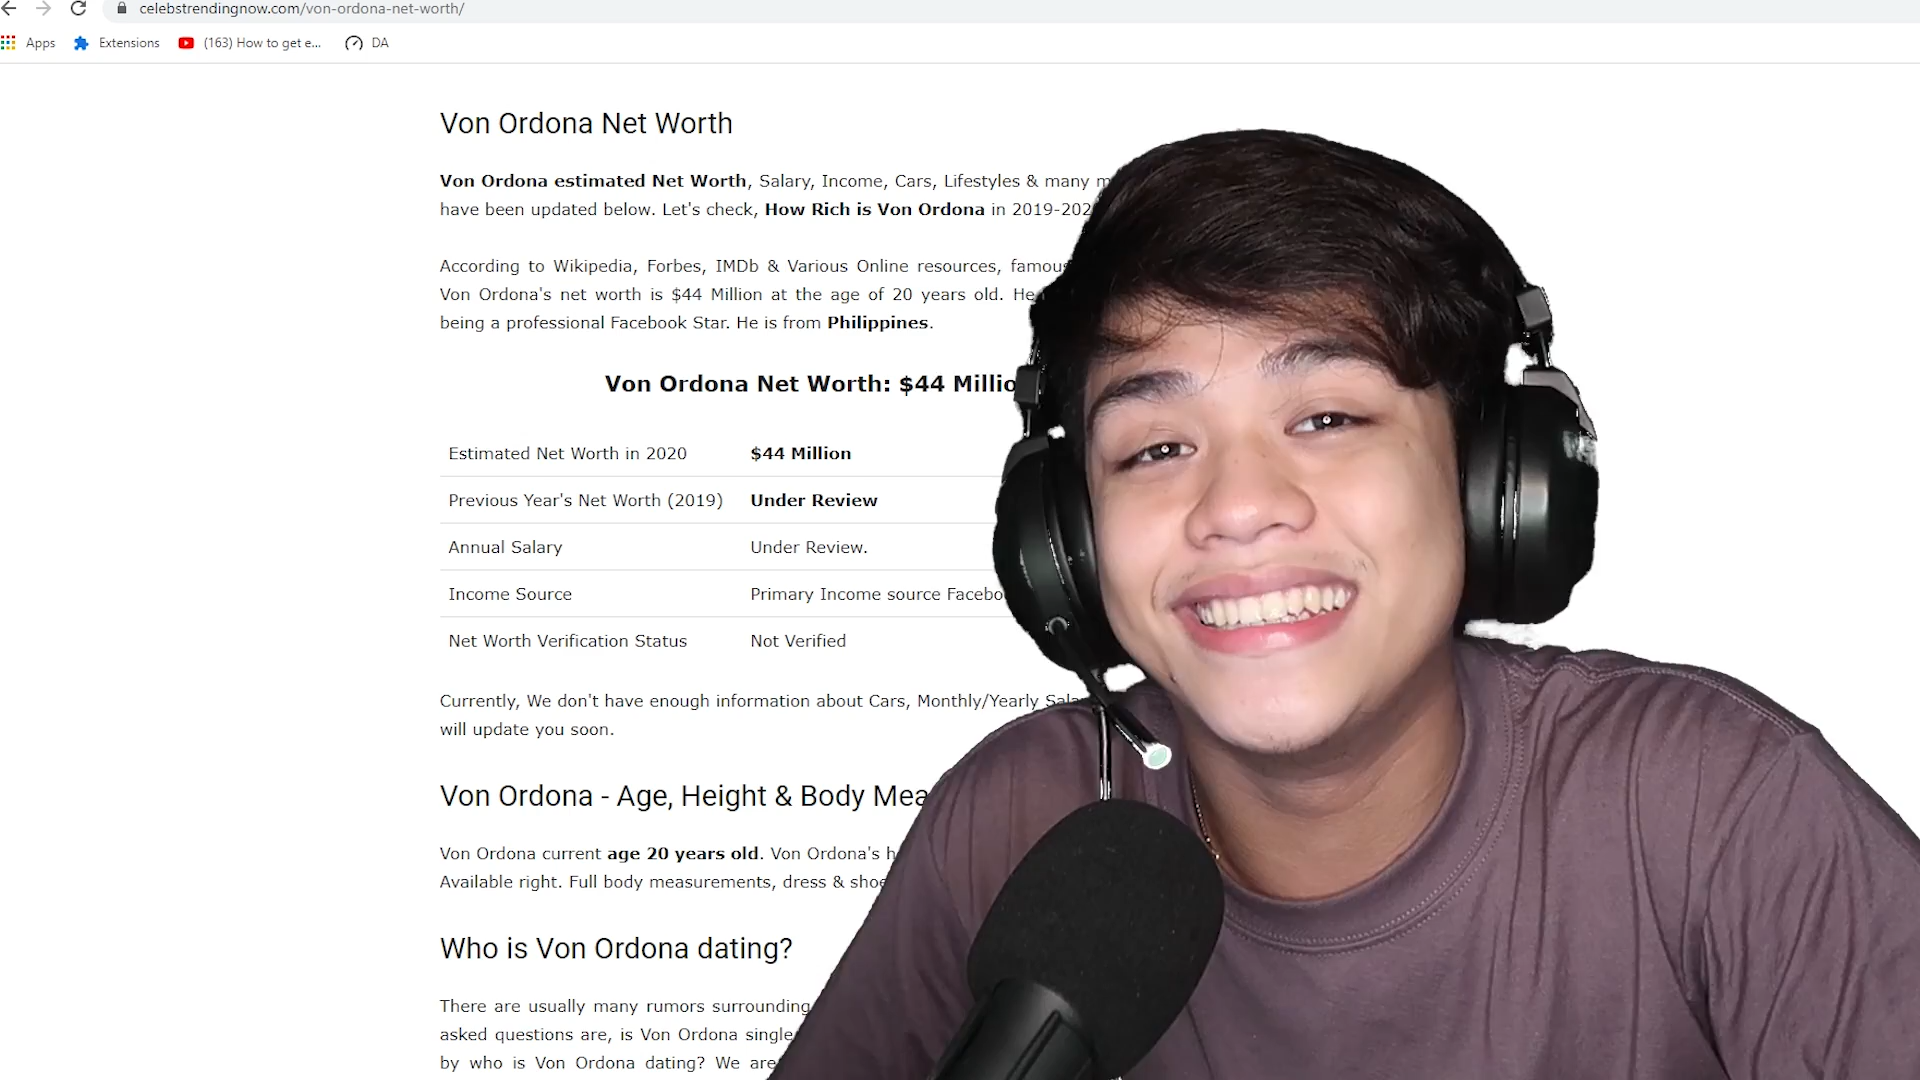 celebstrendingnow.com/von-ordona-net-worth/
Apps Extensions (163) How to get e... DA
Von Ordona Net Worth
Von Ordona estimated Net Worth, Salary, Income, Cars, Lifestyles & many
have been updated below. Let's check, How Rich is Von Ordona in
According to Wikipedia, Forbes, IMDb & Various Online resources, famous
Von Ordona's net worth is $44 Million at the age of 20 years old. He
being a professional Facebook Star. He is from Philippines.
Von Ordona Net Worth: $44
Estimated Net Worth in 2020 $44 Million
Previous Year's Net Worth (2019) Under Review
Annual Salary Under Review.
Income Source Primary Income source
Net Worth Verification Status Not Verified
Currently, We don't have enough information about Cars, Monthly/Yearly
will update you soon.
Von Ordona - Age, Height & Body
Von Ordona current age 20 years old. Von Ordona's
Available right. Full body measurements, dress &
Who is Von Ordona dating?
There are usually many rumors surrounding
asked questions are, is Von Ordona single
by who is Von Ordona dating? We are